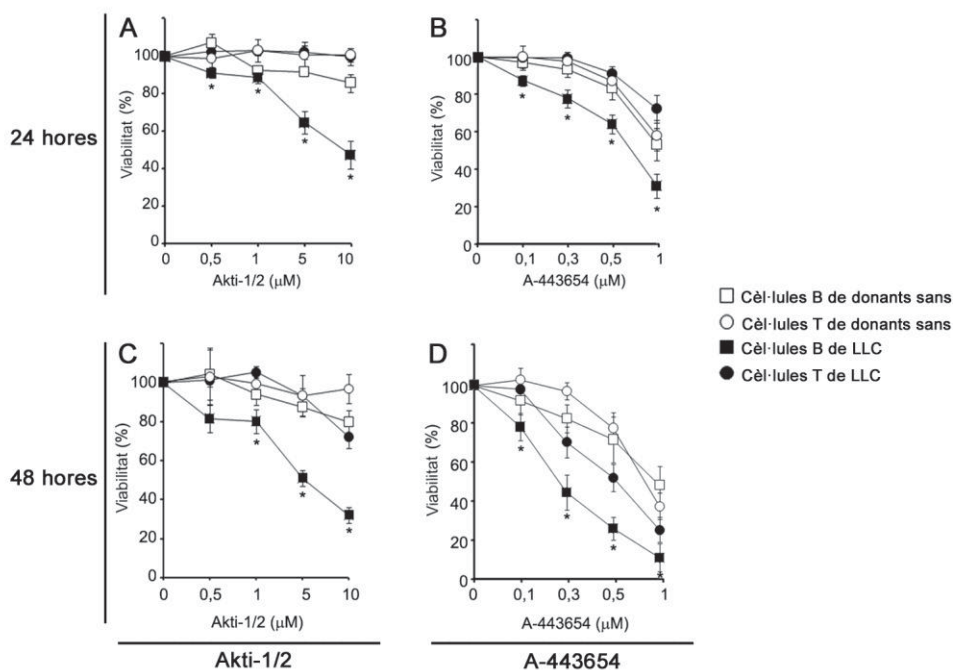 24 hores
A
Viabilitat (%)
100
80
60
40
100
0
0 0,5 1 5 10
Akti-1/2 (μM)
*
*
*
*
B
Viabilitat (%)
100
80
60
40
20
0
0 0,1 0,3 0,5 1
A-443654 (μM)
*
*
*
*
Cèl·lules B de donants sans
Cèl·lules T de donants sans
Cèl·lules B de LLC
Cèl·lules T de LLC
48 hores
C
Viabilitat (%)
100
80
60
40
20
0
0 0,5 1 5 10
Akti-1/2 (μM)
*
*
*
D
Viabilitat (%)
100
80
60
40
20
0
0 0,1 0,3 0,5 1
A-443654 (μM)
*
*
*
*
Akti-1/2
A-443654